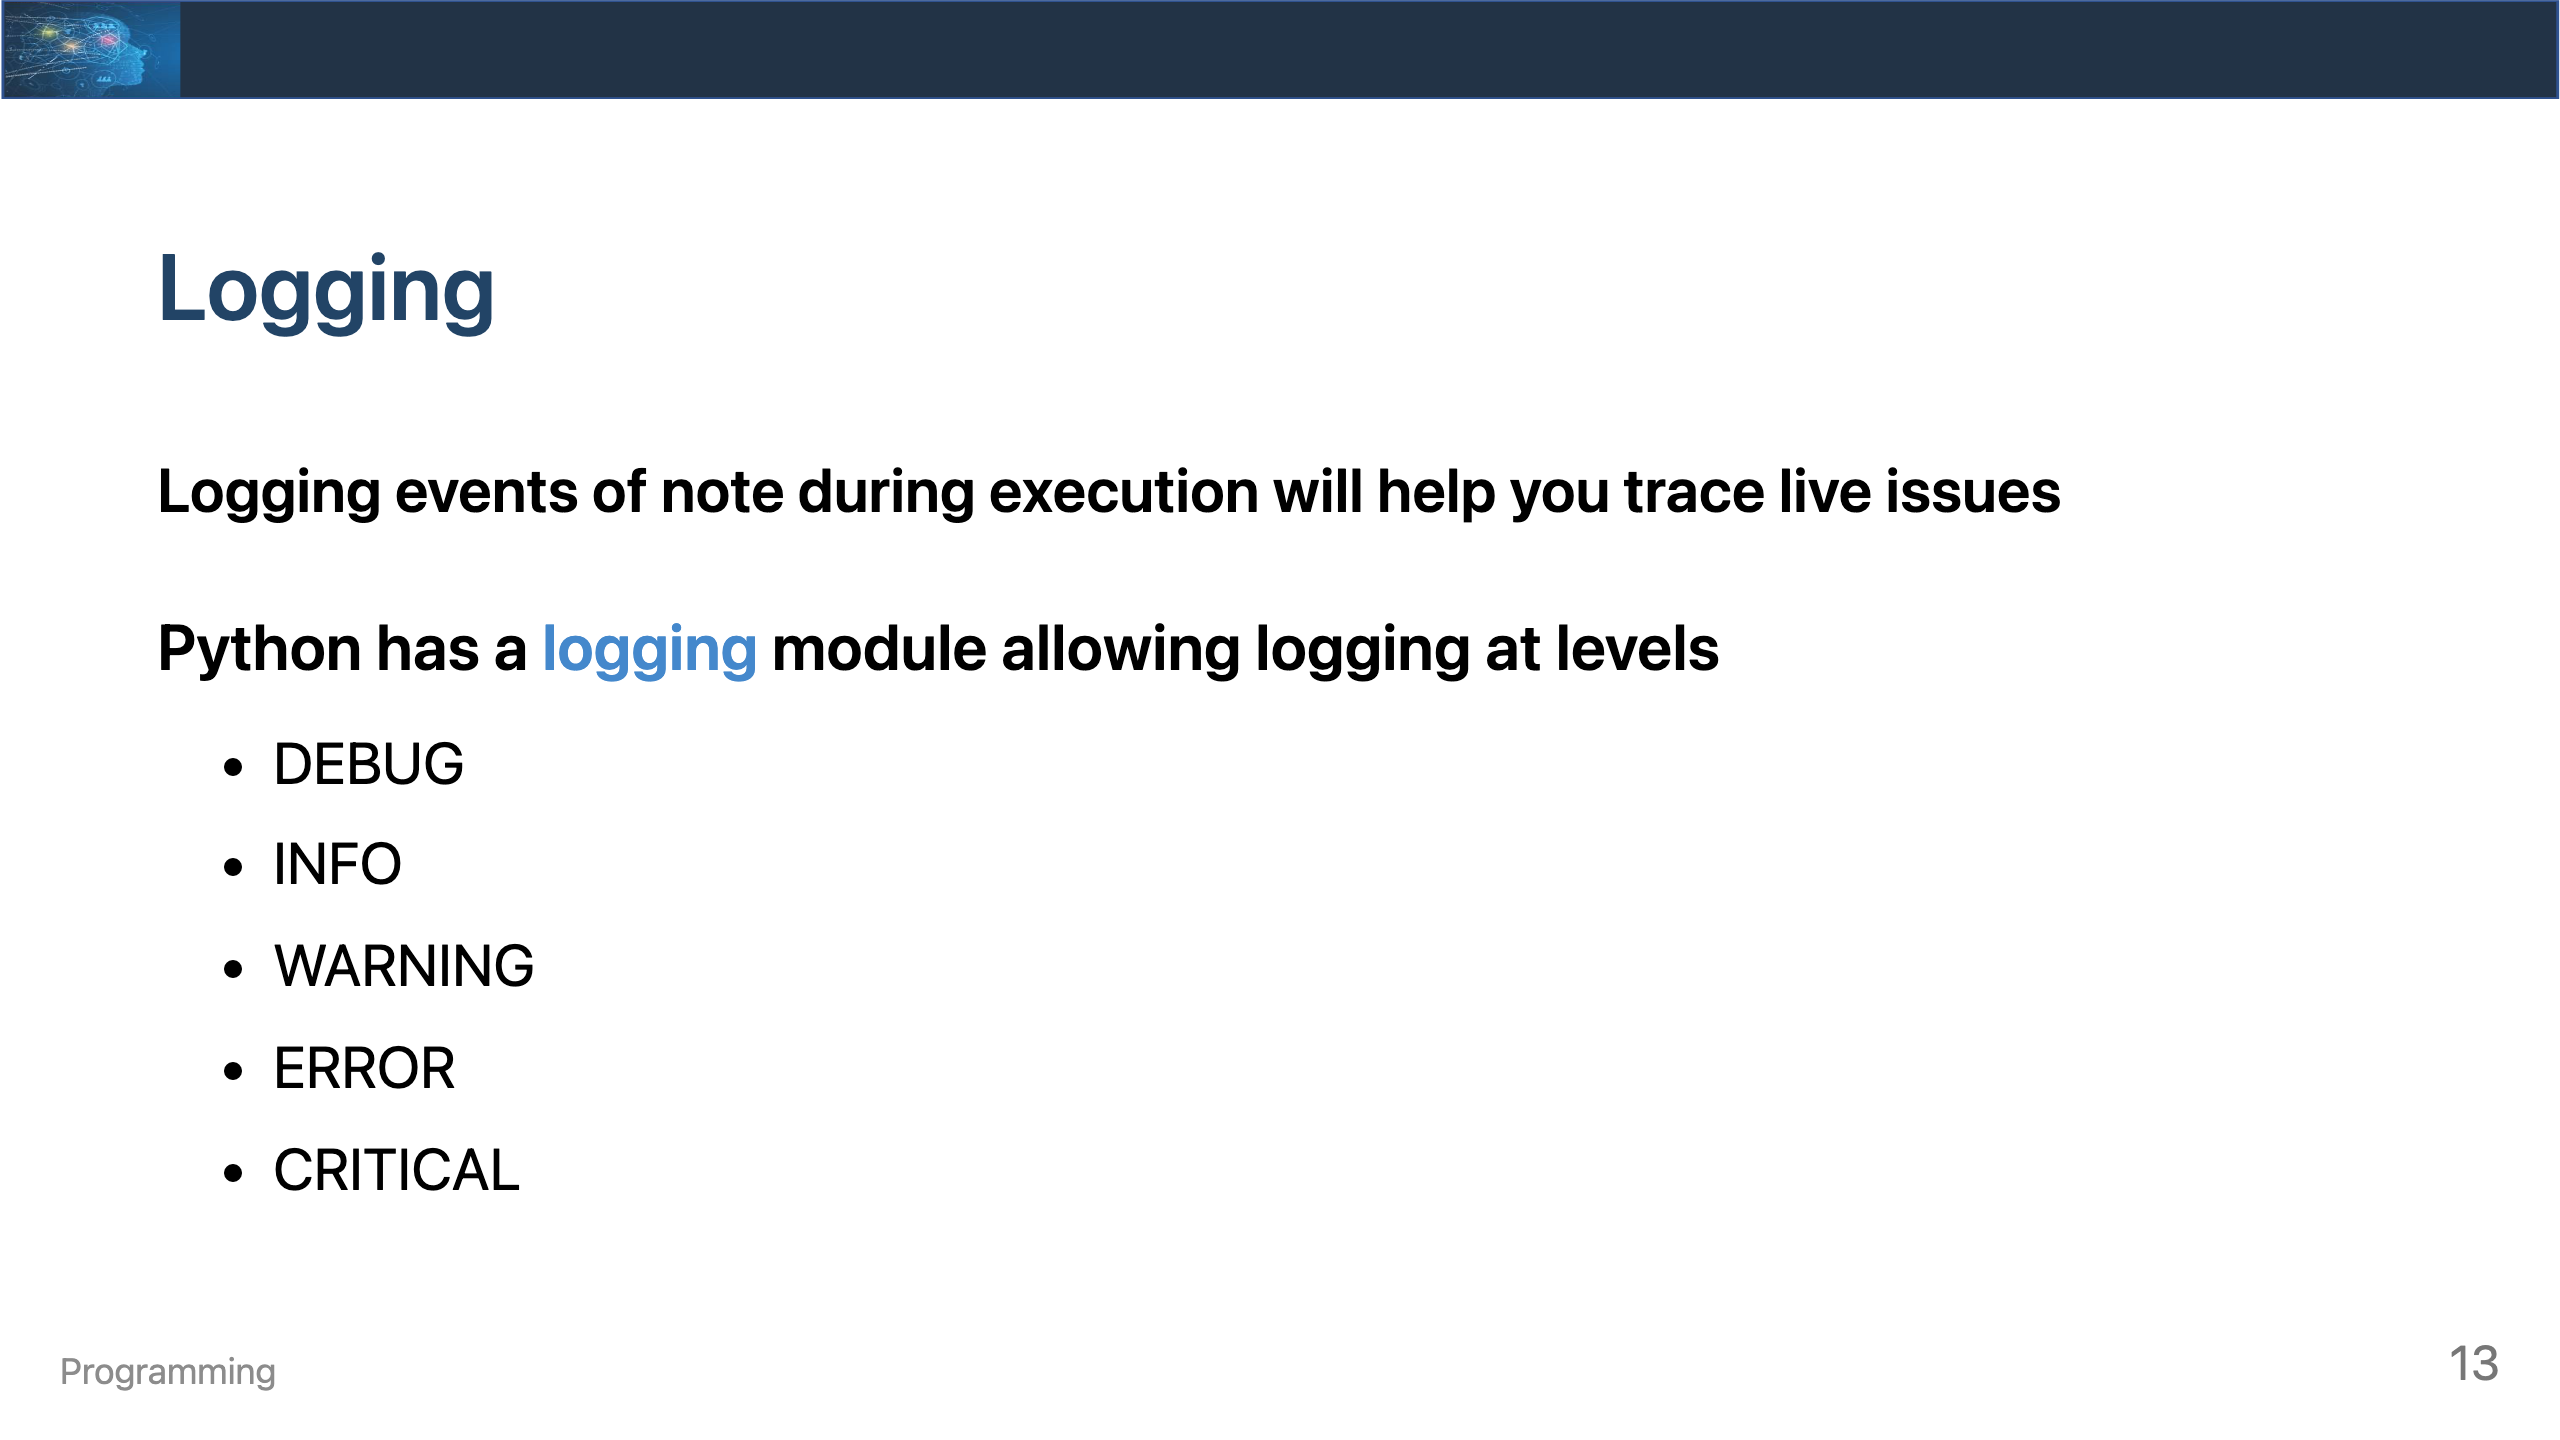 Logging
Logging events of note during execution will help you trace live issues
Python has a logging module allowing logging at levels
• DEBUG
• INFO
• WARNING
• ERROR
• CRITICAL
Programming
13